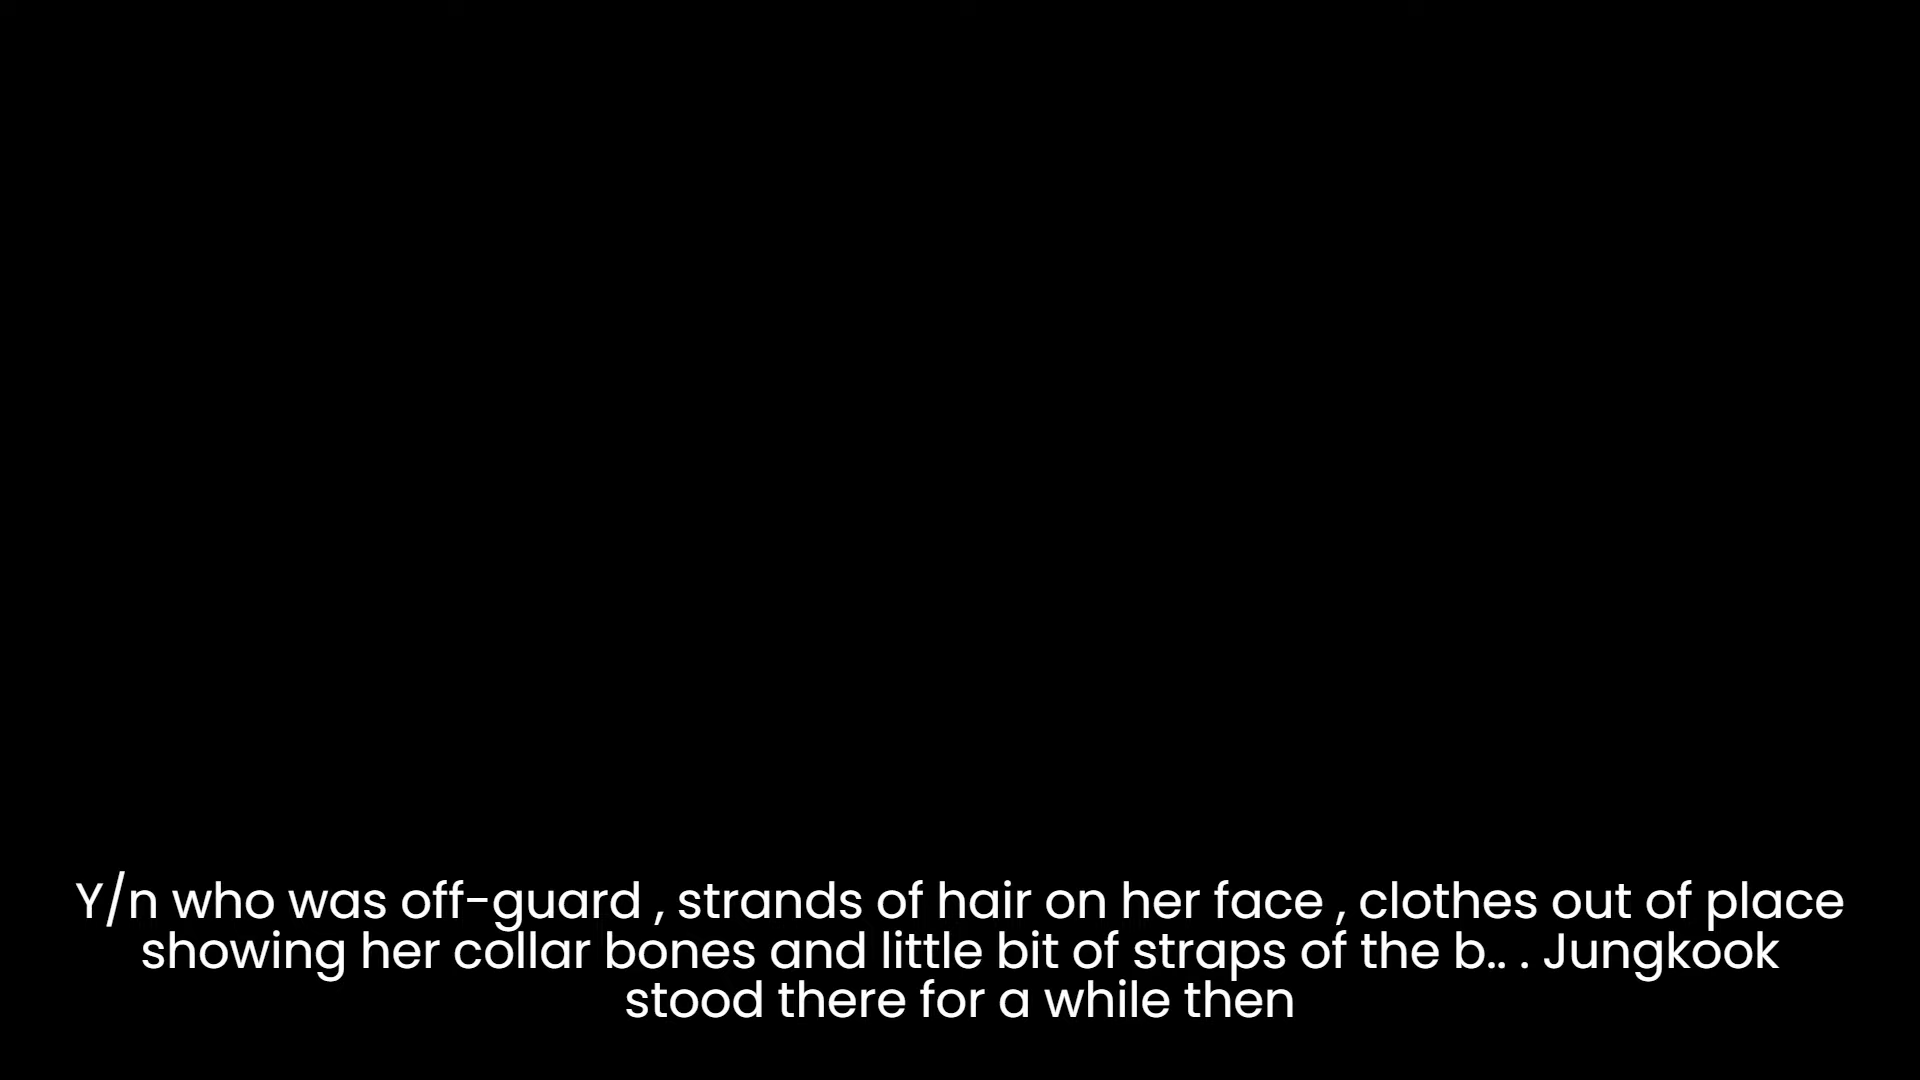 Y/n who was off-guard , strands of hair on her face , clothes out of place
showing her collar bones and little bit of straps of the b.. . Jungkook
stood there for a while then